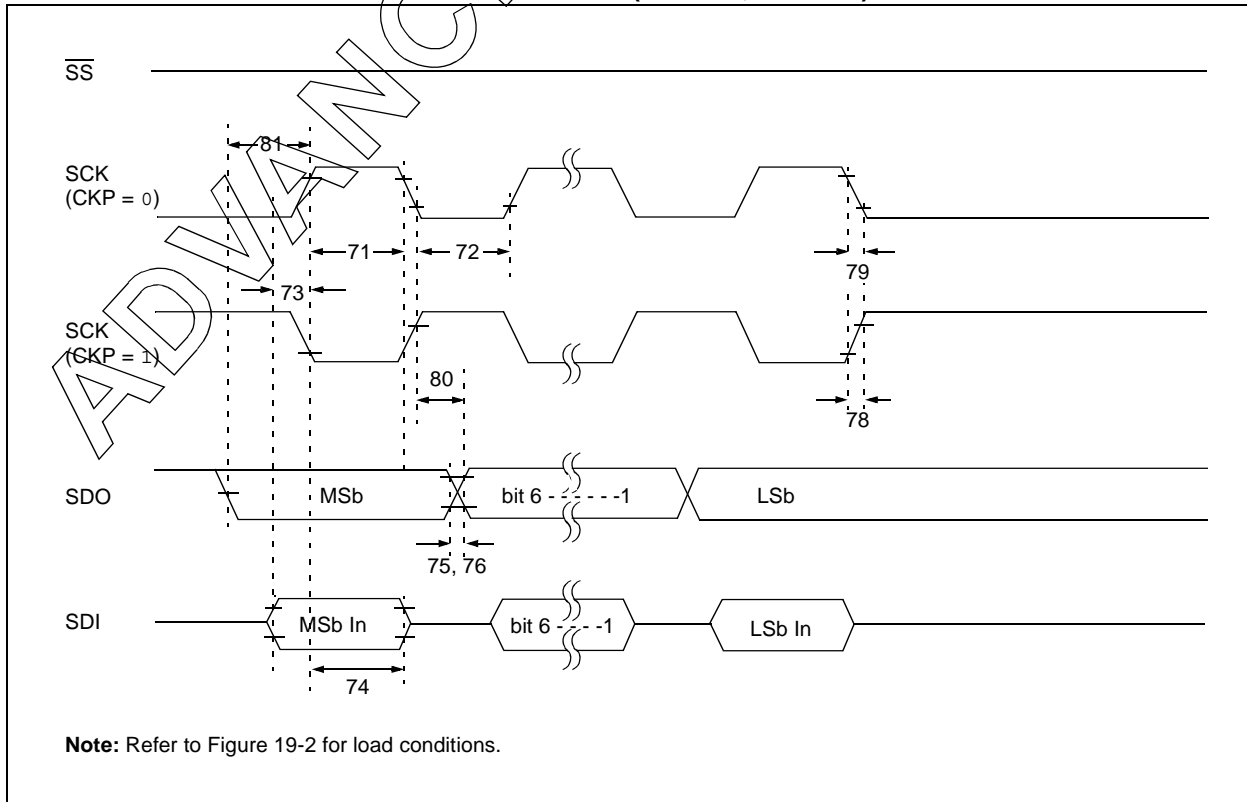 SS
81
SCK
(CKP = 0)
71
72
79
73
SCK
(CKP = 1)
80
78
SDO
MSb
bit 6 - - - - - -1
LSb
75, 76
SDI
MSb In
bit 6 - - - -1
LSb In
74
Note: Refer to Figure 19-2 for load conditions.
ADVANC